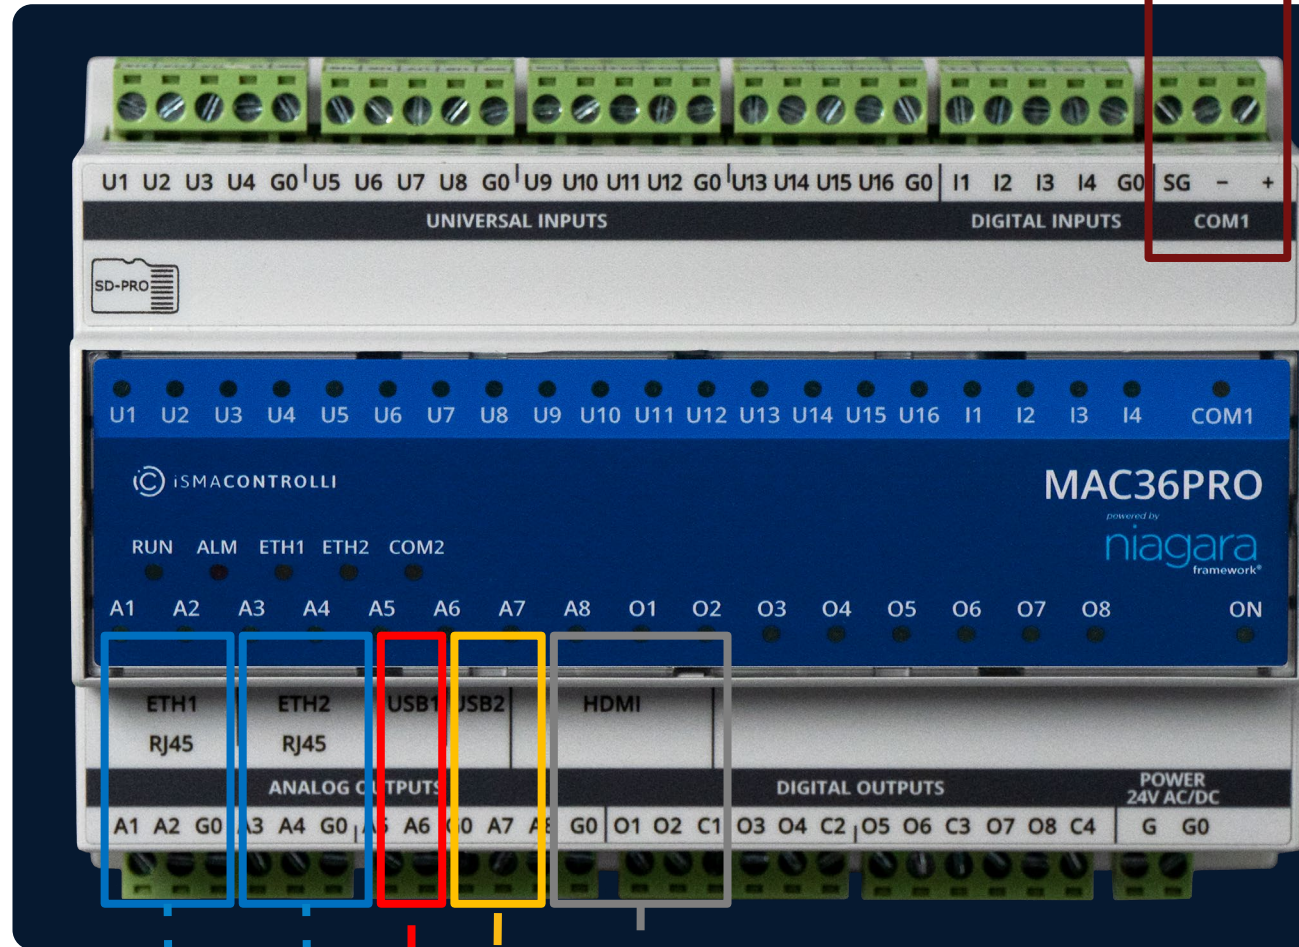 U1 U2 U3 U4 G0 U5 U6 U7 U8 G0 U9 U10 U11 U12 G0 U13 U14 U15 U16 G0 I1 I2 I3 I4 G0 SG - +
UNIVERSAL INPUTS DIGITAL INPUTS COM1
SD-PRO
U1 U2 U3 U4 U5 U6 U7 U8 U9 U10 U11 U12 U13 U14 U15 U16 I1 I2 I3 I4 COM1
iSMACONTROLLI
MAC36PRO
powered by
niagara
framework®
RUN ALM ETH1 ETH2 COM2
A1 A2 A3 A4 A5 A6 A7 A8 O1 O2 O3 O4 O5 O6 O7 O8 ON
ETH1 ETH2 USB1 USB2 HDMI
RJ45 RJ45
ANALOG OUTPUTS DIGITAL OUTPUTS POWER
24V AC/DC
A1 A2 G0 A3 A4 G0 A5 A6 G0 A7 A8 G0 O1 O2 C1 O3 O4 C2 O5 O6 C3 O7 O8 C4 G G0